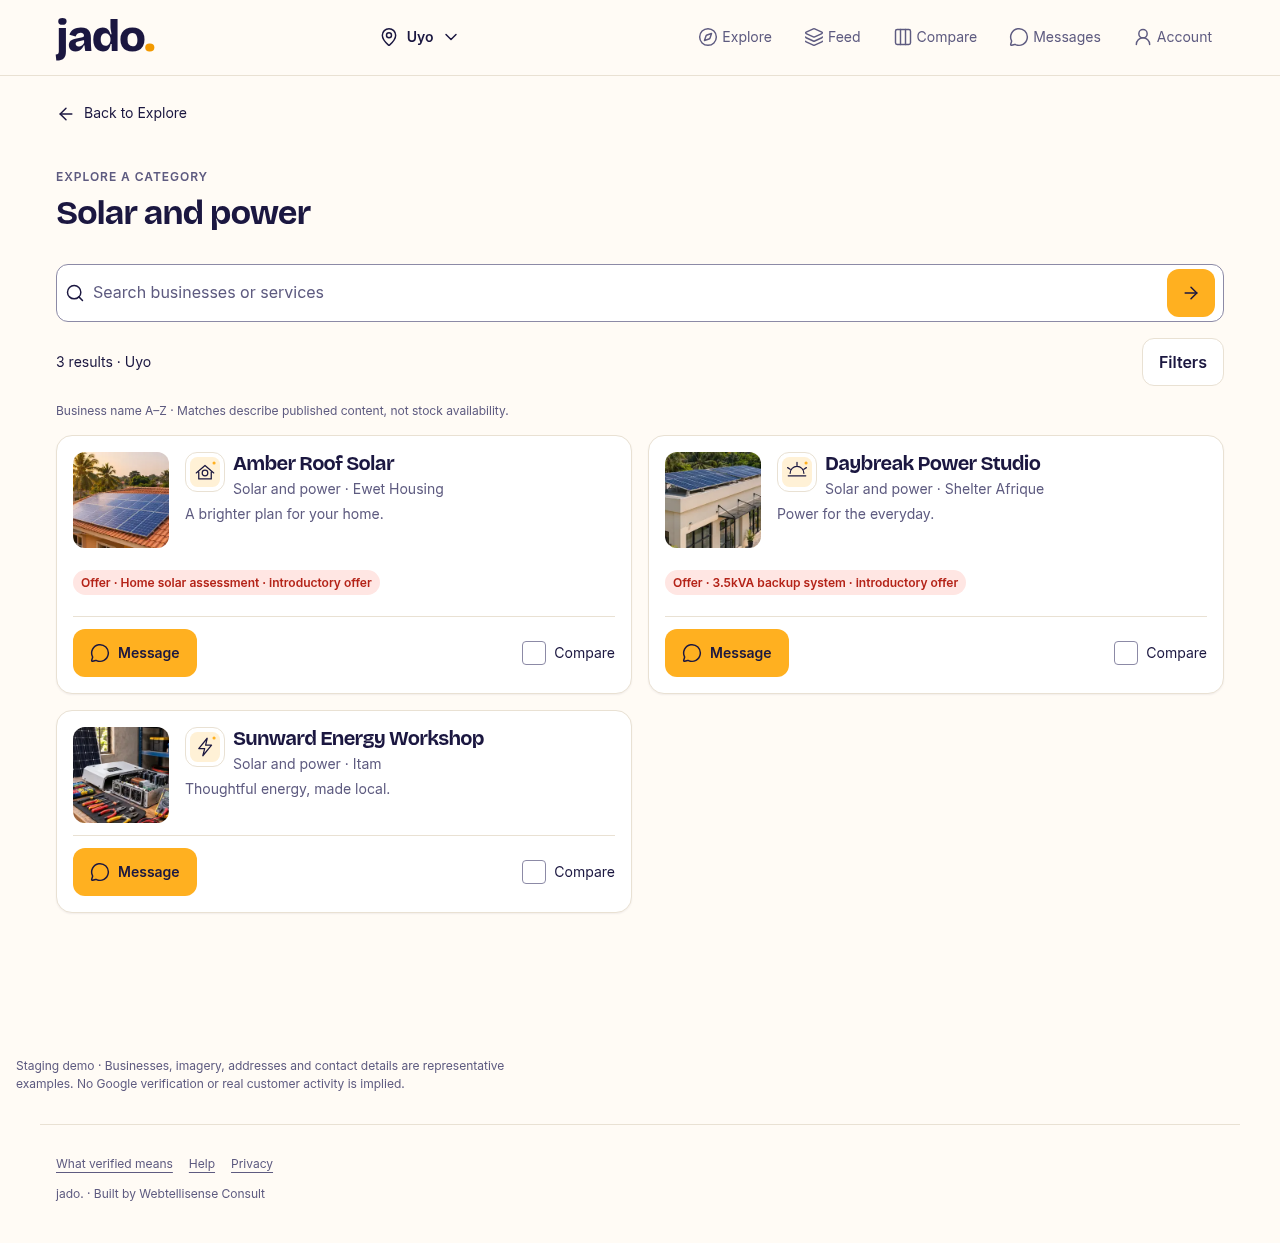 jado.
Uyo
Explore
Feed
Compare
Messages
Account
Back to Explore
EXPLORE A CATEGORY
Solar and power
Search businesses or services
3 results · Uyo
Filters
Business name A–Z · Matches describe published content, not stock availability.
Amber Roof Solar
Solar and power · Ewet Housing
A brighter plan for your home.
Offer · Home solar assessment · introductory offer
Message
Compare
Daybreak Power Studio
Solar and power · Shelter Afrique
Power for the everyday.
Offer · 3.5kVA backup system · introductory offer
Message
Compare
Sunward Energy Workshop
Solar and power · Itam
Thoughtful energy, made local.
Message
Compare
Staging demo · Businesses, imagery, addresses and contact details are representative
examples. No Google verification or real customer activity is implied.
What verified means
Help
Privacy
jado. · Built by Webtellisense Consult